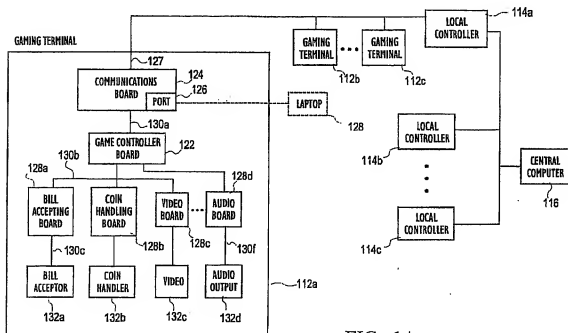 GAMING TERMINAL
127
COMMUNICATIONS
BOARD
124
126
PORT
130a
GAME CONTROLLER
BOARD
122
130b
128a
128d
BILL
ACCEPTING
BOARD
COIN
HANDLING
BOARD
VIDEO
BOARD
AUDIO
BOARD
130c
128b
128c
130f
BILL
ACCEPTOR
COIN
HANDLER
VIDEO
AUDIO
OUTPUT
132a
132b
132c
132d
112a
GAMING
TERMINAL
GAMING
TERMINAL
112b
112c
LAPTOP
128
LOCAL
CONTROLLER
114a
LOCAL
CONTROLLER
114b
LOCAL
CONTROLLER
114c
CENTRAL
COMPUTER
116